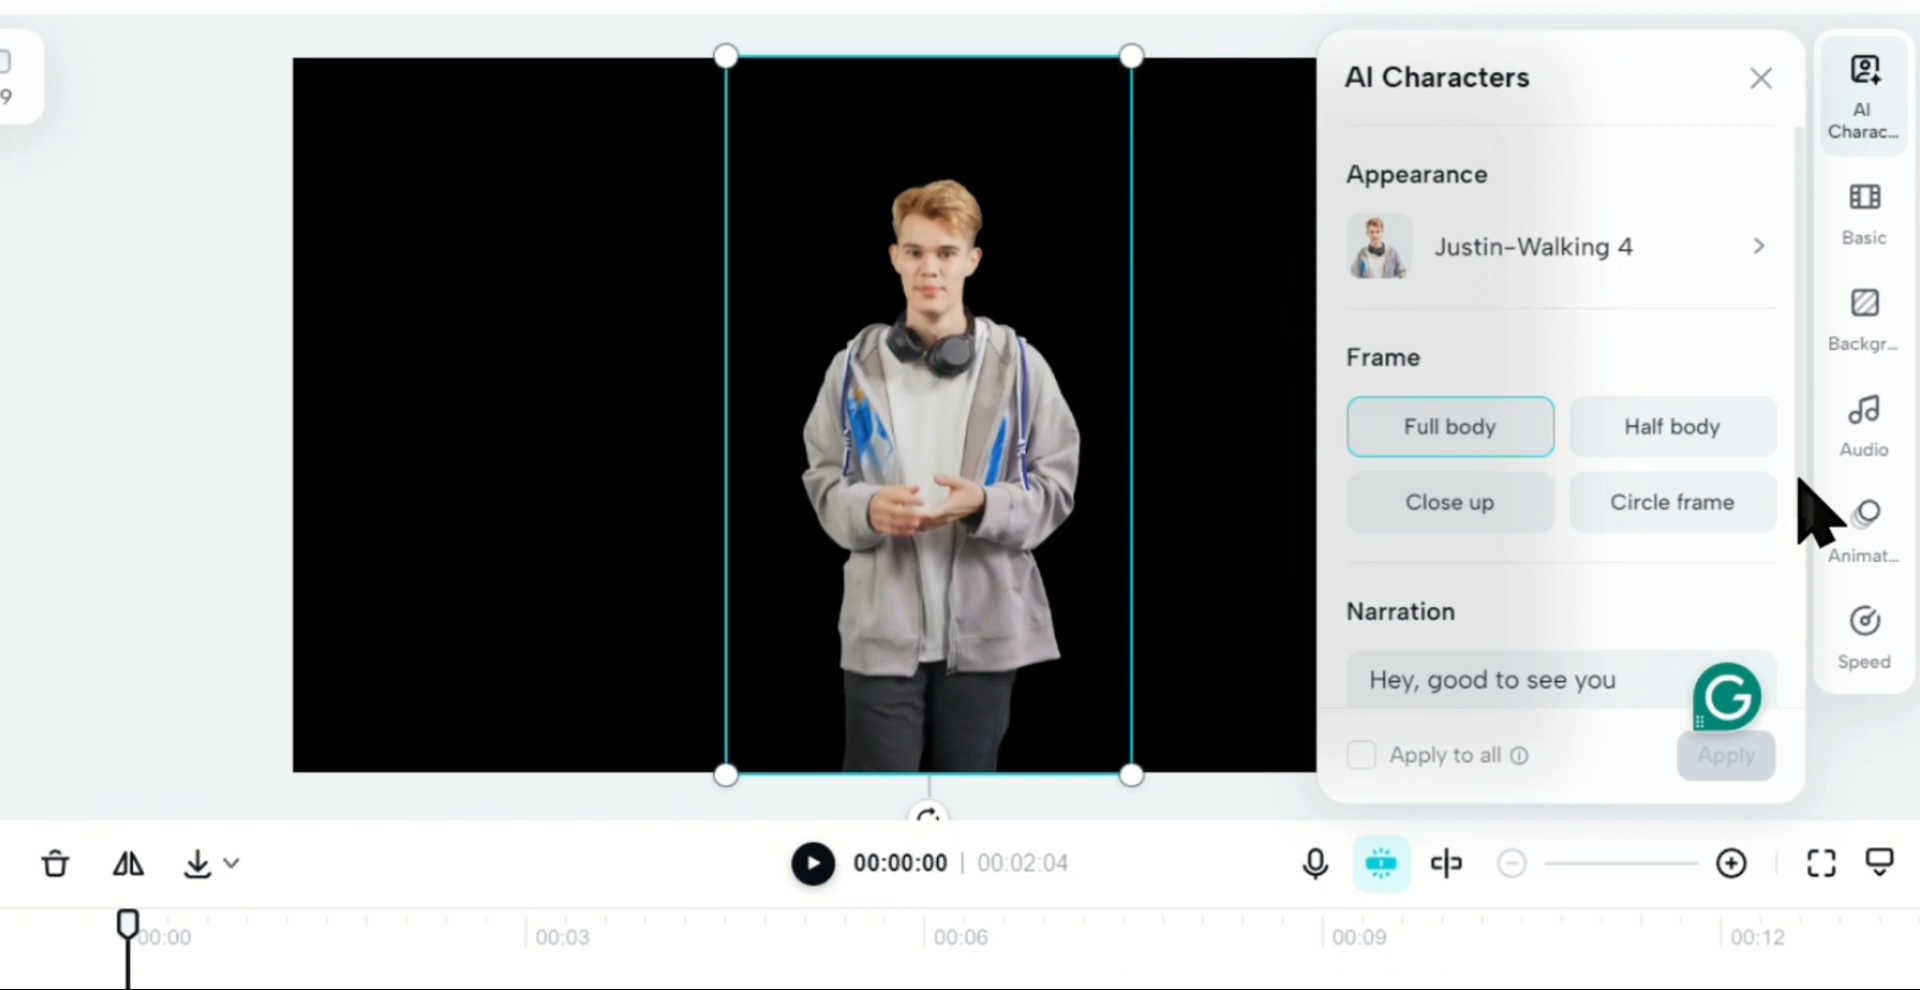 9
AI Characters
Appearance
Justin-Walking 4
Frame
Full body
Half body
Close up
Circle frame
Narration
Hey, good to see you
G
Apply to all
Apply
AI
Charac...
Basic
Backgr...
Audio
Animat...
Speed
00:00:00 | 00:02:04
00:00
00:03
00:06
00:09
00:12